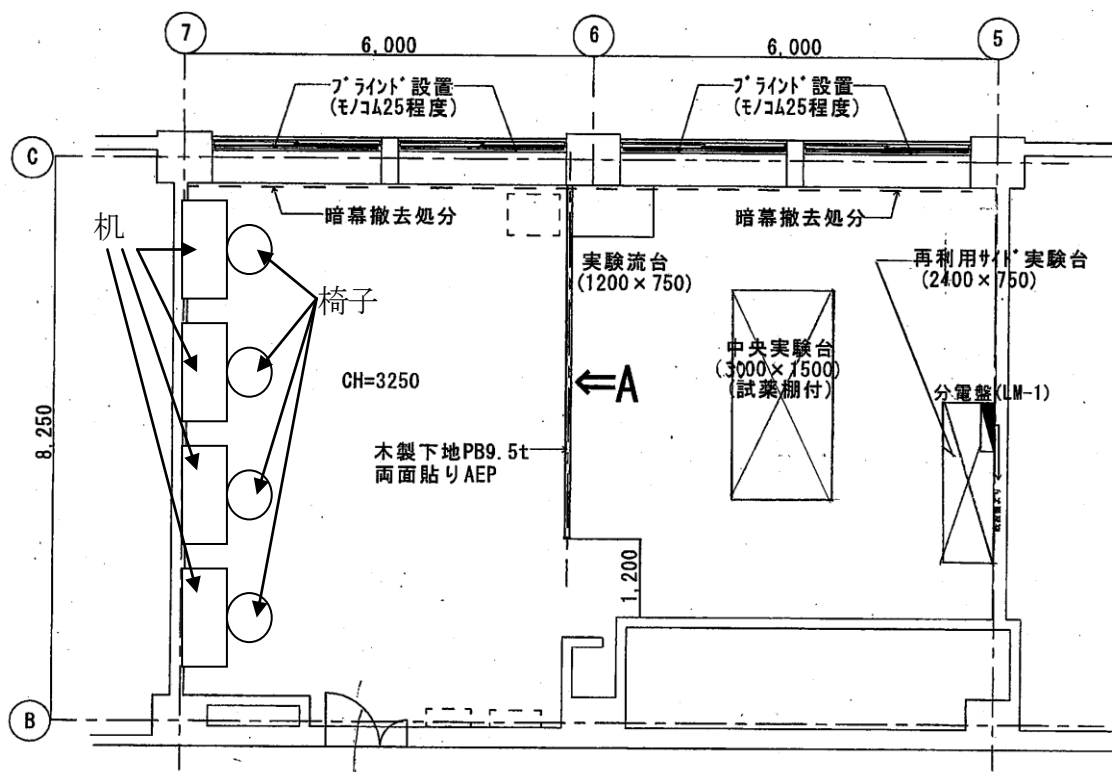 7
6,000
6
6,000
5
ﾌﾞﾗｲﾝﾄﾞ設置
(ﾓﾉｺﾑ25程度)
ﾌﾞﾗｲﾝﾄﾞ設置
(ﾓﾉｺﾑ25程度)
C
暗幕撤去処分
暗幕撤去処分
机
実験流台
(1200×750)
再利用ｻｲﾄﾞ実験台
(2400×750)
椅子
中央実験台
(3000×1500)
(試薬棚付)
CH=3250
⇐A
分電盤(LM-1)
8,250
木製下地PB9.5t
両面貼りAEP
1,200
B